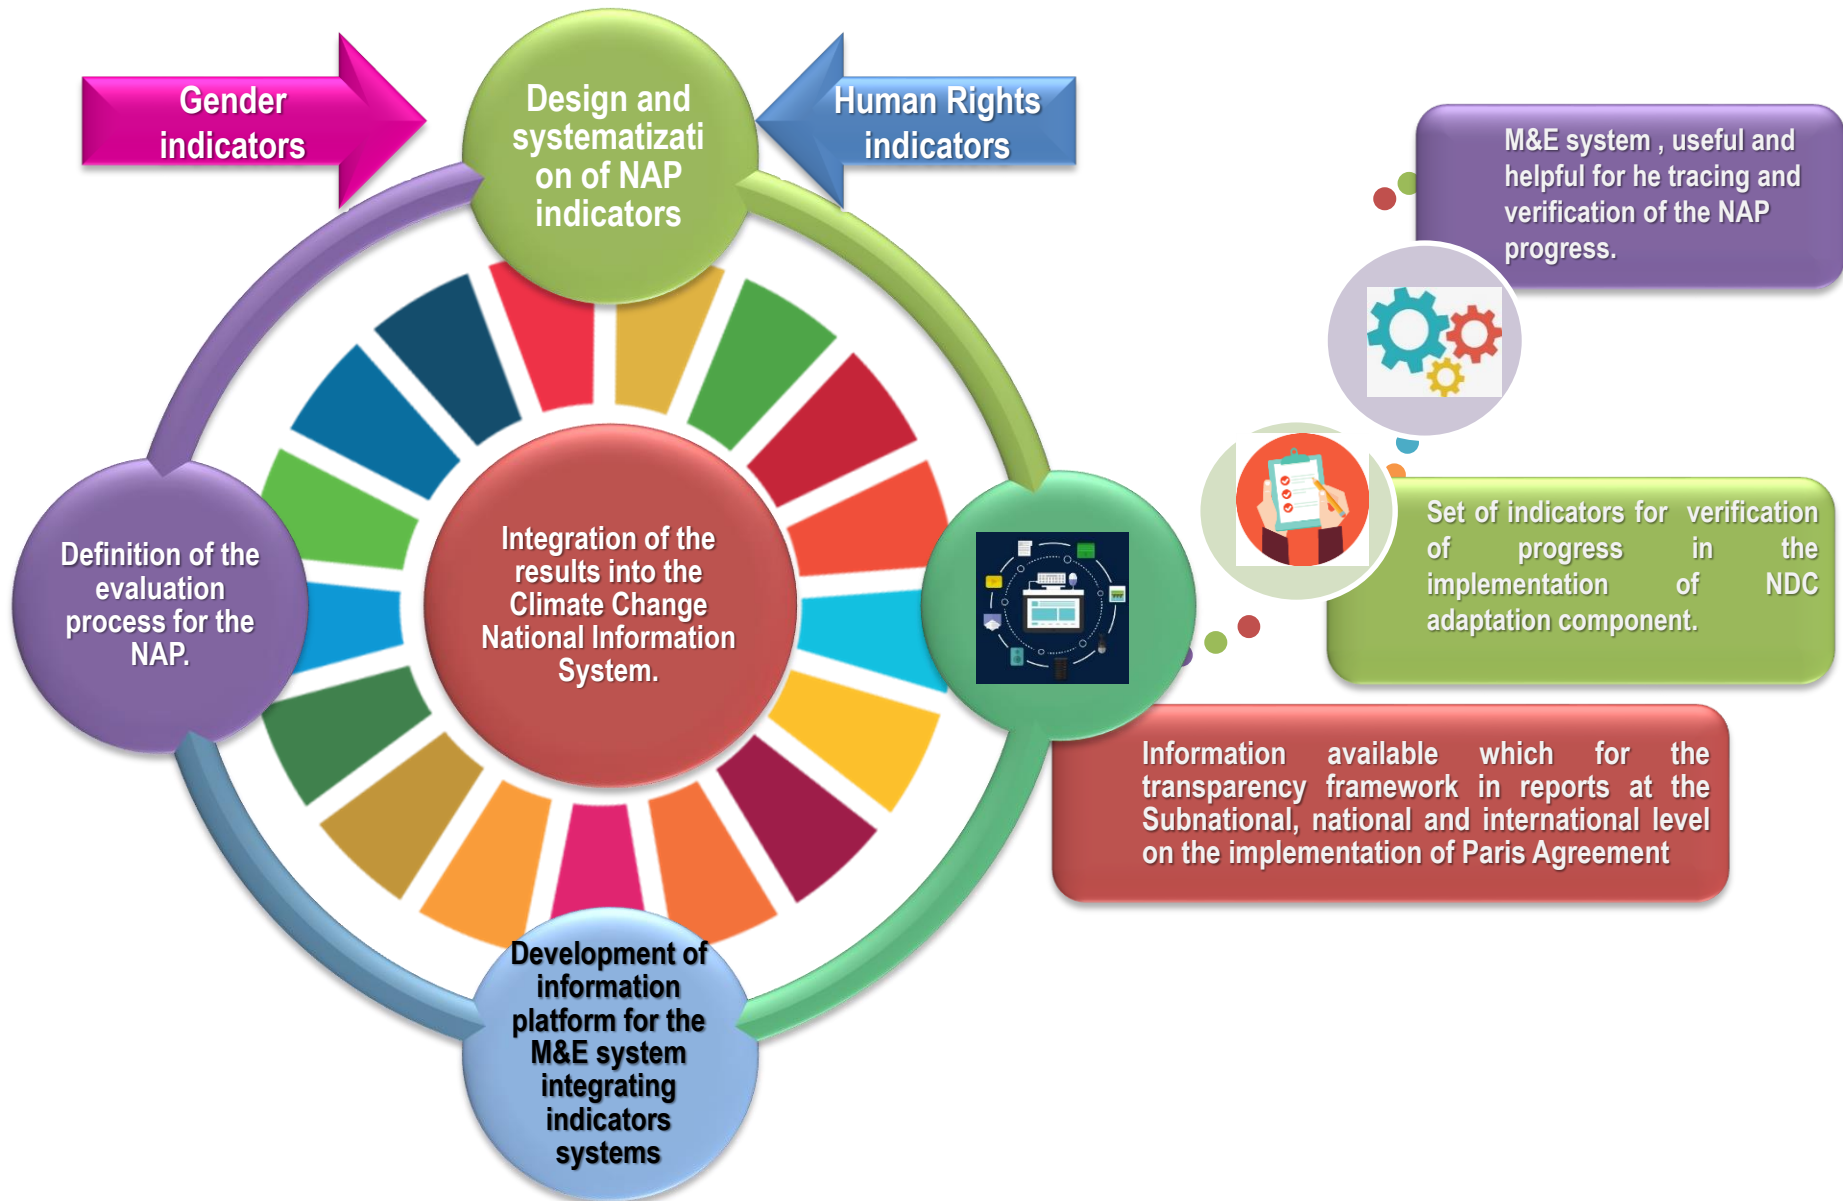 Gender
indicators
Design and
systematizati
on of NAP
indicators
Human Rights
indicators
M&E system , useful and
helpful for he tracing and
verification of the NAP
progress.
Definition of the
evaluation
process for the
NAP.
Integration of the
results into the
Climate Change
National Information
System.
Set of indicators for verification
of progress in the
implementation of NDC
adaptation component.
Information available which for the
transparency framework in reports at the
Subnational, national and international level
on the implementation of Paris Agreement
Development of
information
platform for the
M&E system
integrating
indicators
systems